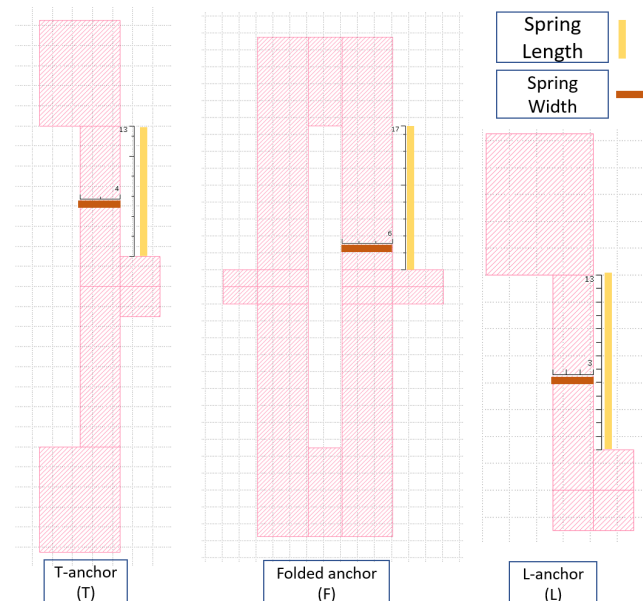 Spring
Length
Spring
Width
13
4
17
6
13
3
T-anchor
(T)
Folded anchor
(F)
L-anchor
(L)